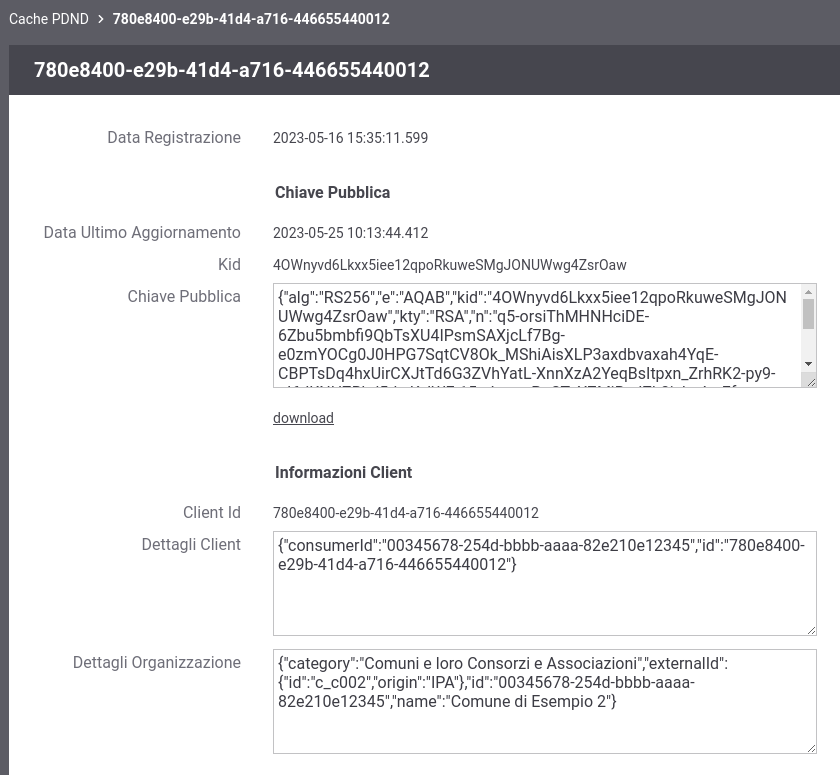 Cache PDND > 780e8400-e29b-41d4-a716-446655440012
780e8400-e29b-41d4-a716-446655440012
Data Registrazione 2023-05-16 15:35:11.599
Chiave Pubblica
Data Ultimo Aggiornamento 2023-05-25 10:13:44.412
Kid 4OWnyvd6Lkxx5iee12qpoRkuweSMgJONUWwg4ZsrOaw
Chiave Pubblica {"alg":"RS256","e":"AQAB","kid":"4OWnyvd6Lkxx5iee12qpoRkuweSMgJON
UWwg4ZsrOaw","kty":"RSA","n":"q5-orsiThMHNHciDE-
6Zbu5bmbfi9QbTsXU4lPsmSAXjcLf7Bg-
e0zmYOCg0J0HPG7SqtCV8Ok_MShiAisXLP3axdbvaxah4YqE-
CBPTsDq4hxUirCXJtTd6G3ZVhYatL-XnnXzA2YeqBsItpxn_ZrhRK2-py9-
download
Informazioni Client
Client Id 780e8400-e29b-41d4-a716-446655440012
Dettagli Client {"consumerId":"00345678-254d-bbbb-aaaa-82e210e12345","id":"780e8400-
e29b-41d4-a716-446655440012"}
Dettagli Organizzazione {"category":"Comuni e loro Consorzi e Associazioni","externalId":
{"id":"c_c002","origin":"IPA"},"id":"00345678-254d-bbbb-aaaa-
82e210e12345","name":"Comune di Esempio 2"}